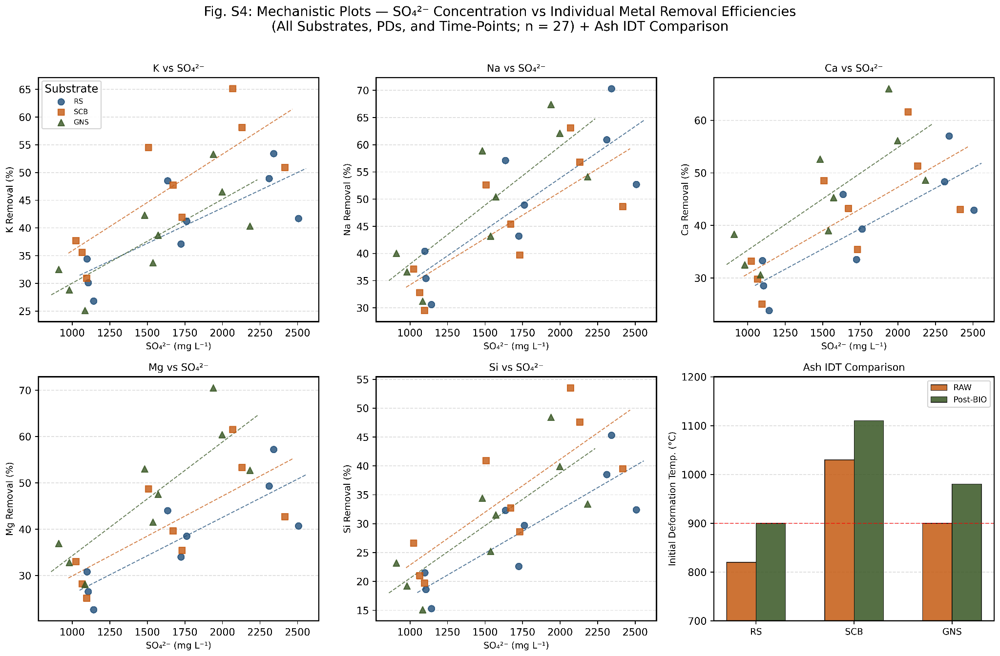 Fig. S4: Mechanistic Plots — SO₄²⁻ Concentration vs Individual Metal Removal Efficiencies
(All Substrates, PDs, and Time-Points; n = 27) + Ash IDT Comparison
K vs SO₄²⁻
65
60
55
50
45
40
35
30
25
K Removal (%)
Substrate
RS
SCB
GNS
1000 1250 1500 1750 2000 2250 2500
SO₄²⁻ (mg L⁻¹)
Na vs SO₄²⁻
70
65
60
55
50
45
40
35
30
Na Removal (%)
1000 1250 1500 1750 2000 2250 2500
SO₄²⁻ (mg L⁻¹)
Ca vs SO₄²⁻
60
50
40
30
Ca Removal (%)
1000 1250 1500 1750 2000 2250 2500
SO₄²⁻ (mg L⁻¹)
Mg vs SO₄²⁻
70
60
50
40
30
Mg Removal (%)
1000 1250 1500 1750 2000 2250 2500
SO₄²⁻ (mg L⁻¹)
Si vs SO₄²⁻
55
50
45
40
35
30
25
20
15
Si Removal (%)
1000 1250 1500 1750 2000 2250 2500
SO₄²⁻ (mg L⁻¹)
Ash IDT Comparison
1200
1100
1000
900
800
700
Initial Deformation Temp. (°C)
RAW
Post-BIO
RS SCB GNS